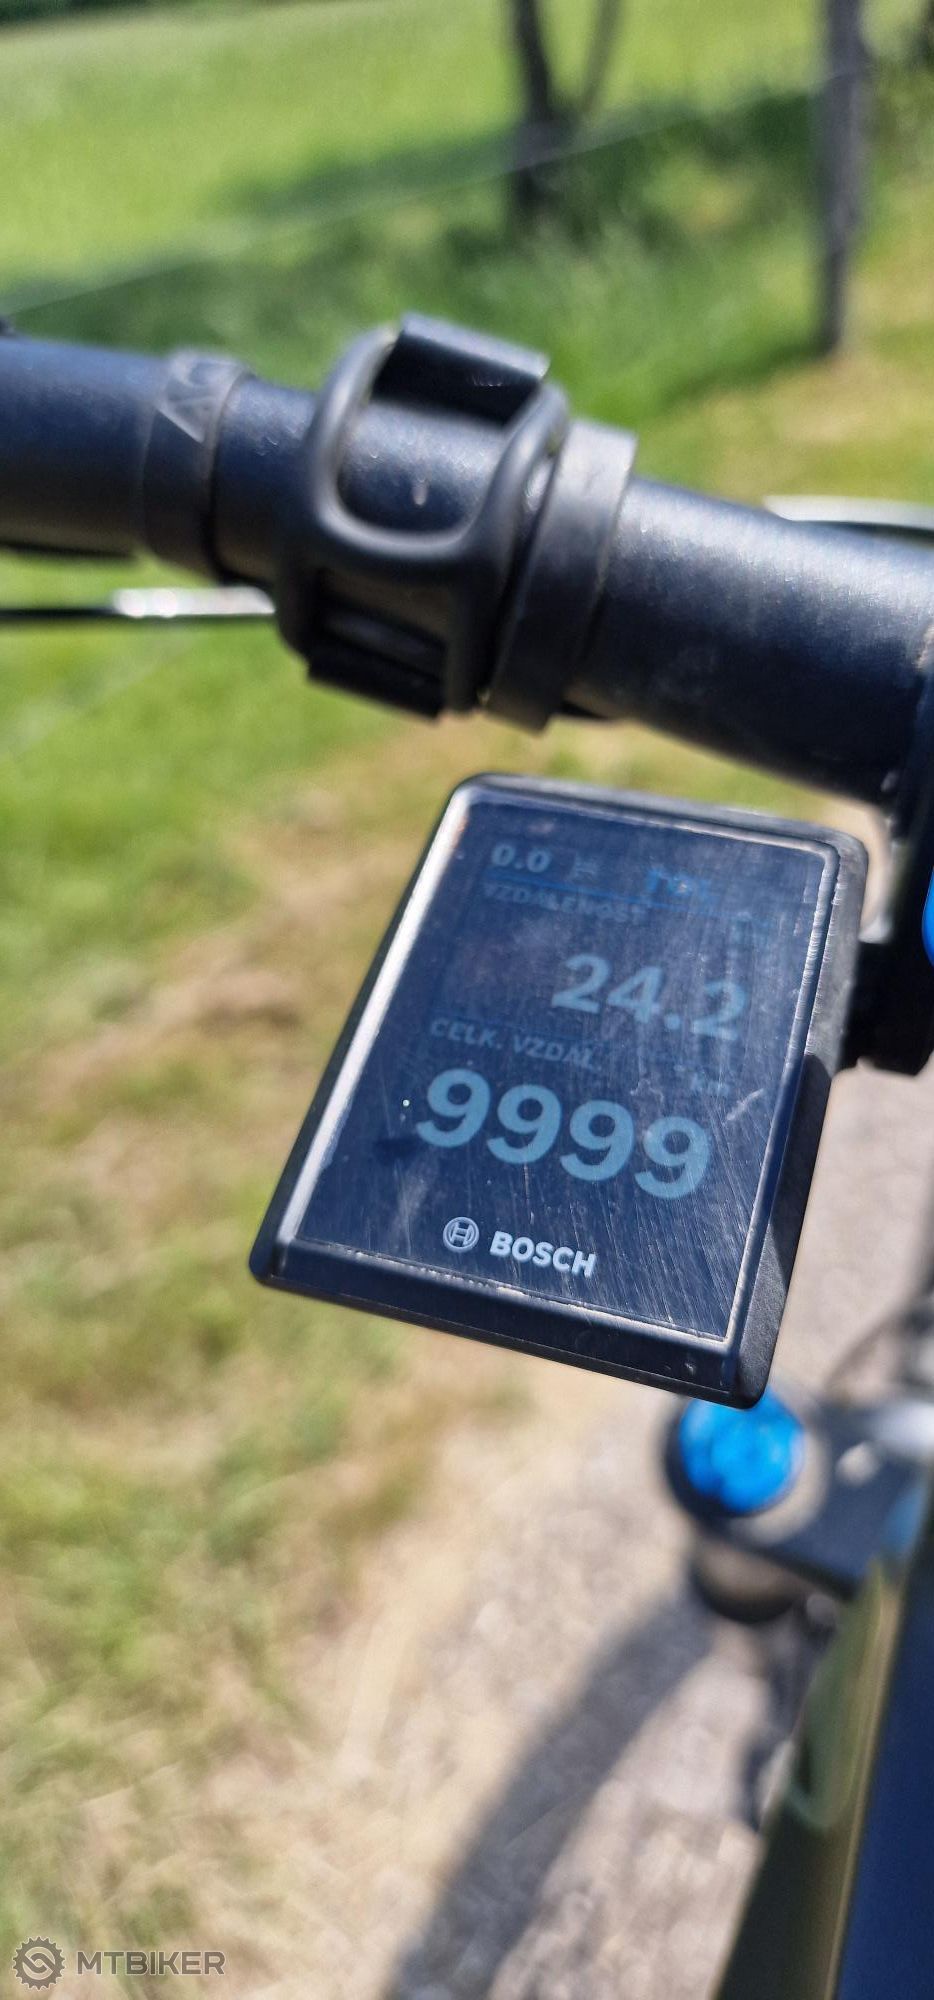 0.0
VZDÁLENOST
24.2
CELK. VZDÁL.
km
9999
BOSCH
MTBIKER